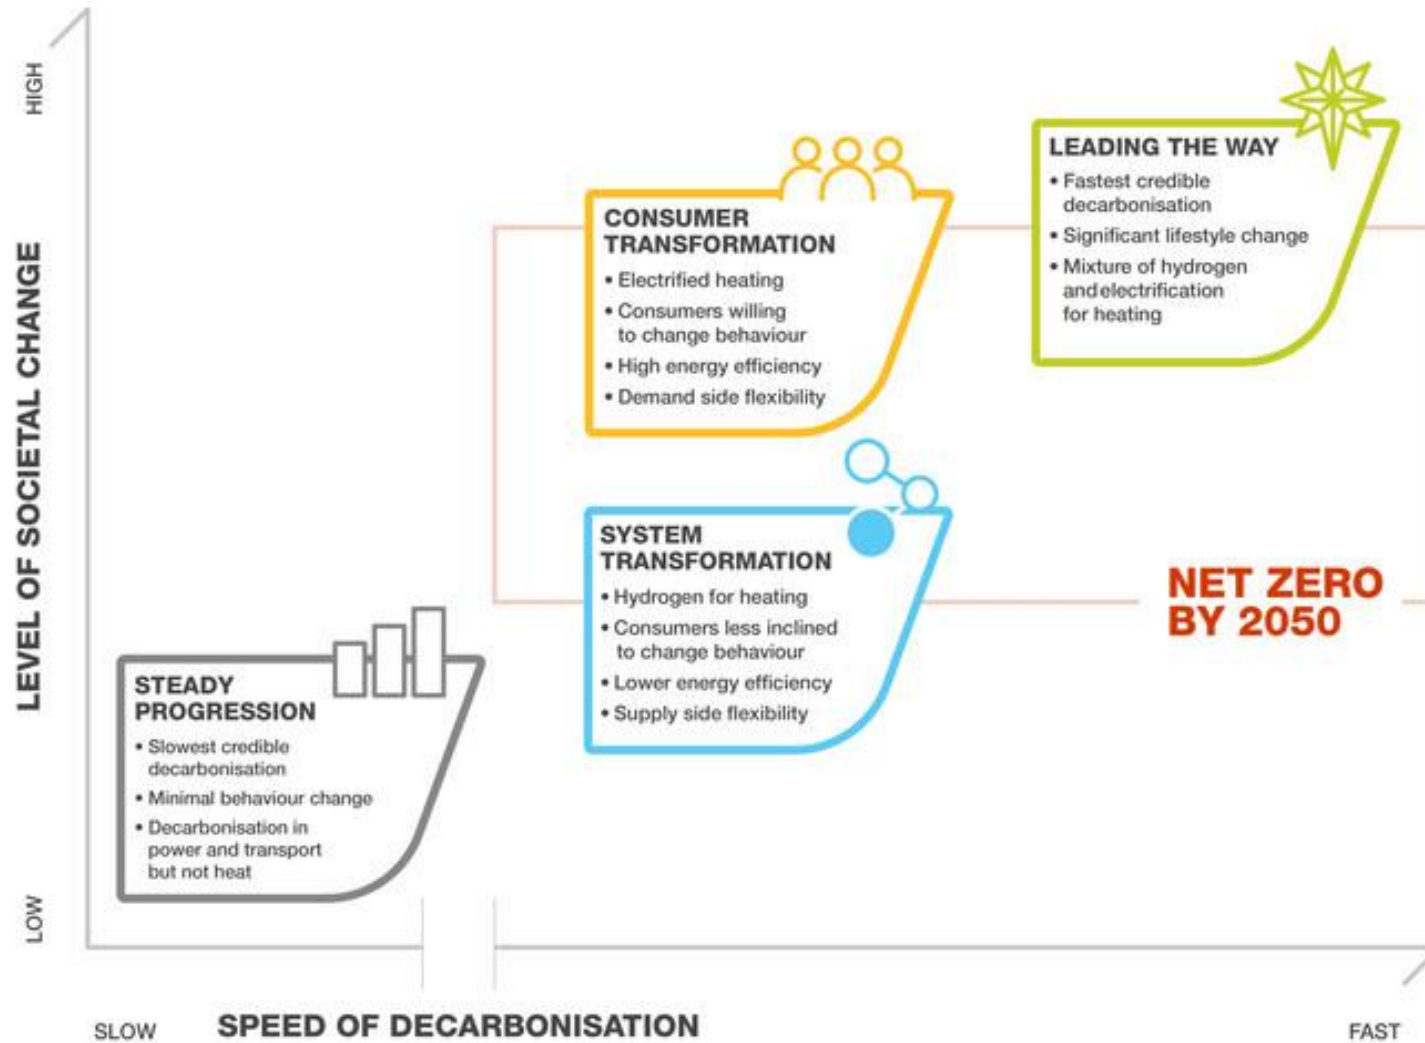 HIGH
LEVEL OF SOCIETAL CHANGE
LOW
LEADING THE WAY
• Fastest credible
decarbonisation
• Significant lifestyle change
• Mixture of hydrogen
and electrification
for heating
CONSUMER
TRANSFORMATION
• Electrified heating
• Consumers willing
to change behaviour
• High energy efficiency
• Demand side flexibility
SYSTEM
TRANSFORMATION
• Hydrogen for heating
• Consumers less inclined
to change behaviour
• Lower energy efficiency
• Supply side flexibility
NET ZERO
BY 2050
STEADY
PROGRESSION
• Slowest credible
decarbonisation
• Minimal behaviour change
• Decarbonisation in
power and transport
but not heat
SLOW
SPEED OF DECARBONISATION
FAST